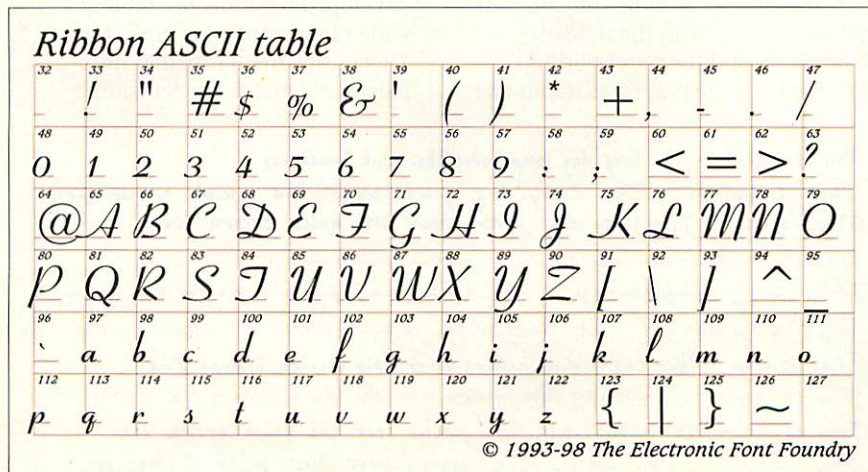 Ribbon ASCII table
32 33 34 35 36 37 38 39 40 41 42 43 44 45 46 47
! " # $ % & ' ( ) * + , - . /
48 49 50 51 52 53 54 55 56 57 58 59 60 61 62 63
0 1 2 3 4 5 6 7 8 9 : ; < = > ?
64 65 66 67 68 69 70 71 72 73 74 75 76 77 78 79
@ A B C D E F G H I J K L M N O
80 81 82 83 84 85 86 87 88 89 90 91 92 93 94 95
P Q R S T U V W X Y Z [ \ ] ^ _
96 97 98 99 100 101 102 103 104 105 106 107 108 109 110 111
` a b c d e f g h i j k l m n o
112 113 114 115 116 117 118 119 120 121 122 123 124 125 126 127
p q r s t u v w x y z { | } ~
© 1993-98 The Electronic Font Foundry